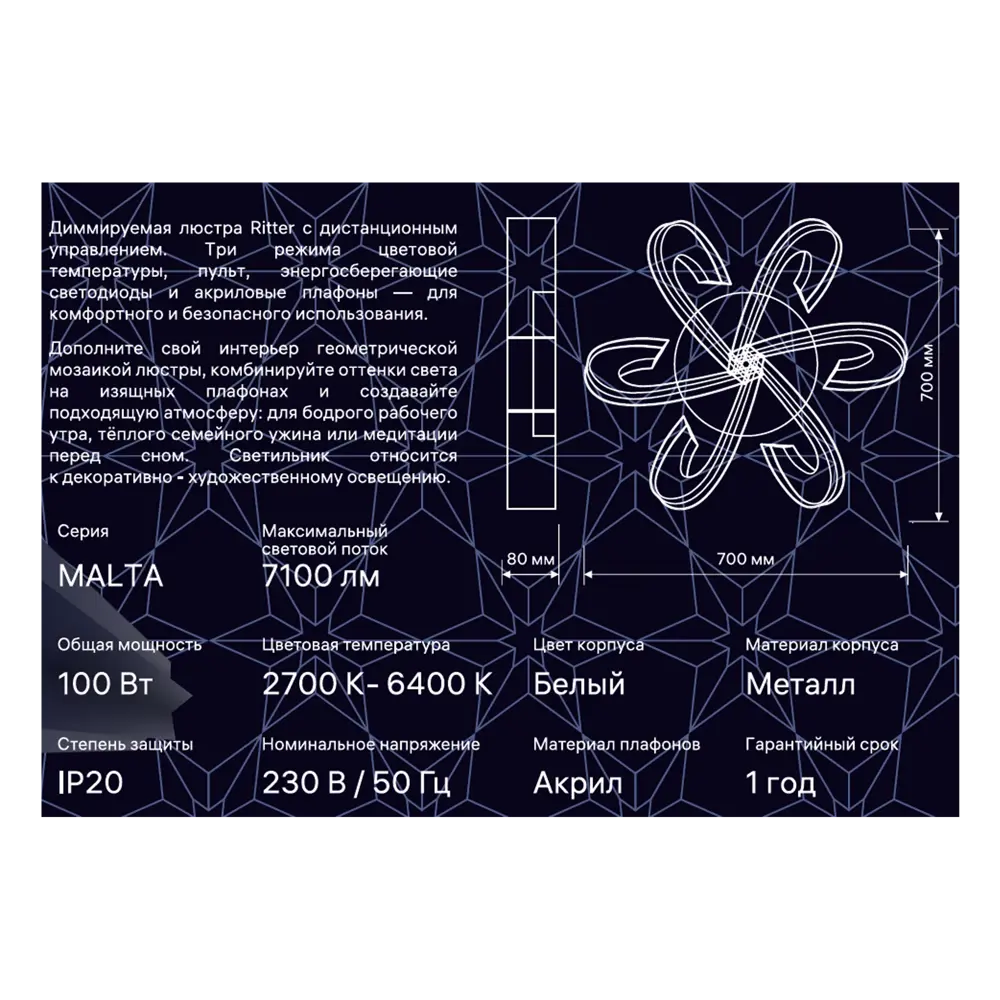 Диммируемая люстра Ritter с дистанционным
управлением. Три режима цветовой
температуры, пульт, энергосберегающие
светодиоды и акриловые плафоны — для
комфортного и безопасного использования.
Дополните свой интерьер геометрической
мозаикой люстры, комбинируйте оттенки света
на изящных плафонах и создавайте
подходящую атмосферу: для бодрого рабочего
утра, тёплого семейного ужина или медитации
перед сном. Светильник относится
к декоративно - художественному освещению.
700 мм
80 мм
700 мм
Серия
MALTA
Максимальный
световой поток
7100 лм
Общая мощность
100 Вт
Цветовая температура
2700 К- 6400 К
Цвет корпуса
Белый
Материал корпуса
Металл
Степень защиты
IP20
Номинальное напряжение
230 В / 50 Гц
Материал плафонов
Акрил
Гарантийный срок
1 год